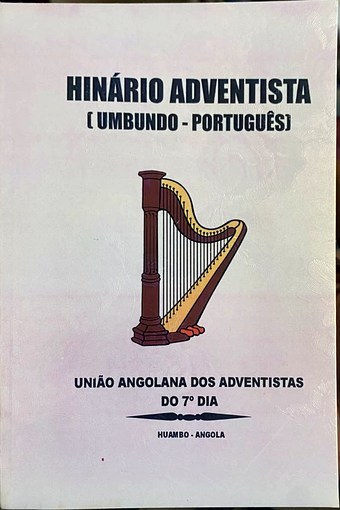 HINÁRIO ADVENTISTA
( UMBUNDO - PORTUGUÊS)
UNIÃO ANGOLANA DOS ADVENTISTAS
DO 7º DIA
HUAMBO - ANGOLA